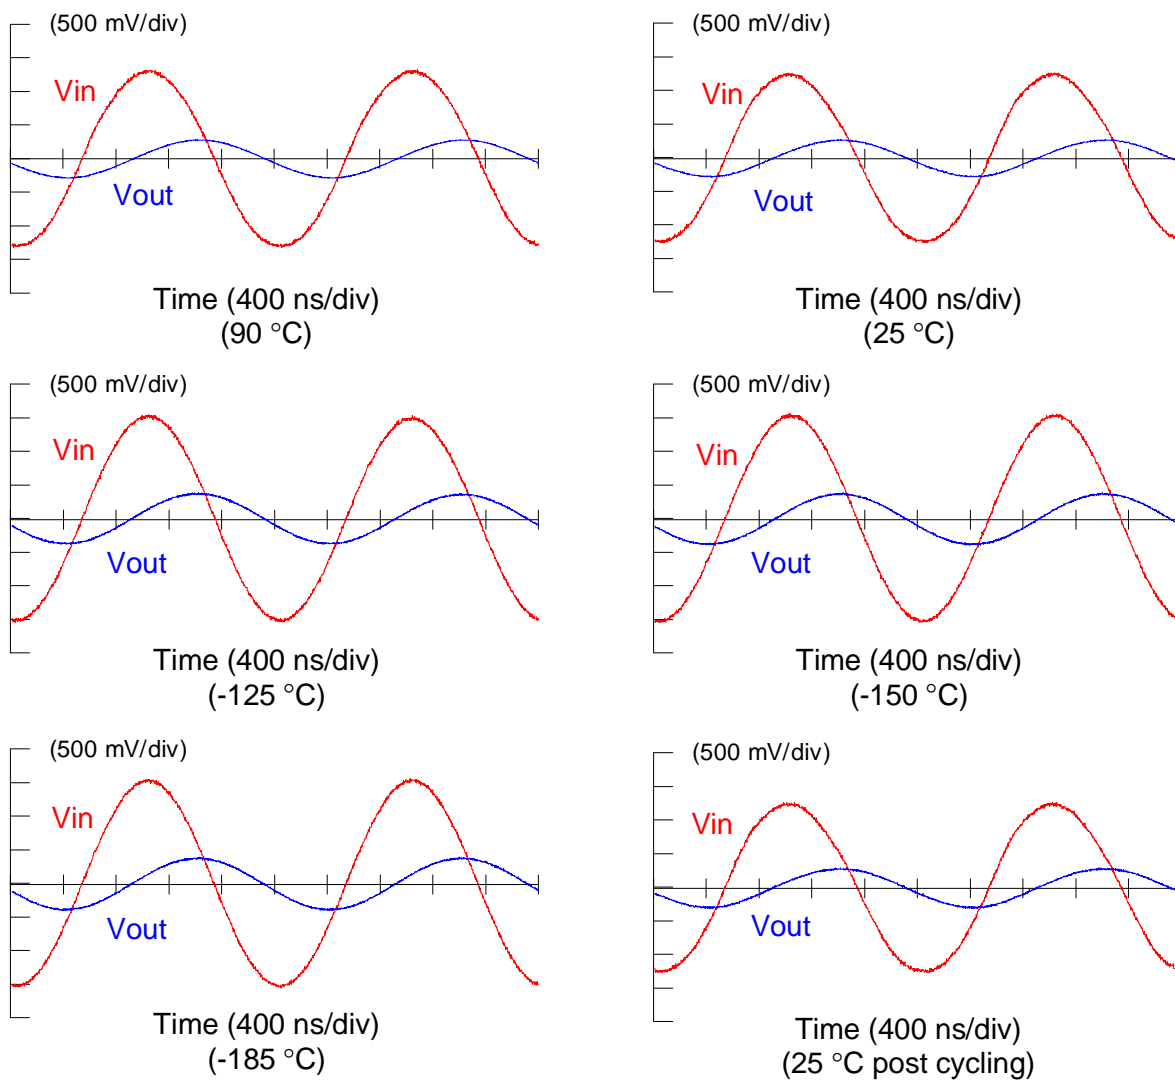 (500 mV/div)
Vin
Vout
Time (400 ns/div)
(90 °C)
(500 mV/div)
Vin
Vout
Time (400 ns/div)
(25 °C)
(500 mV/div)
Vin
Vout
Time (400 ns/div)
(-125 °C)
(500 mV/div)
Vin
Vout
Time (400 ns/div)
(-150 °C)
(500 mV/div)
Vin
Vout
Time (400 ns/div)
(-185 °C)
(500 mV/div)
Vin
Vout
Time (400 ns/div)
(25 °C post cycling)